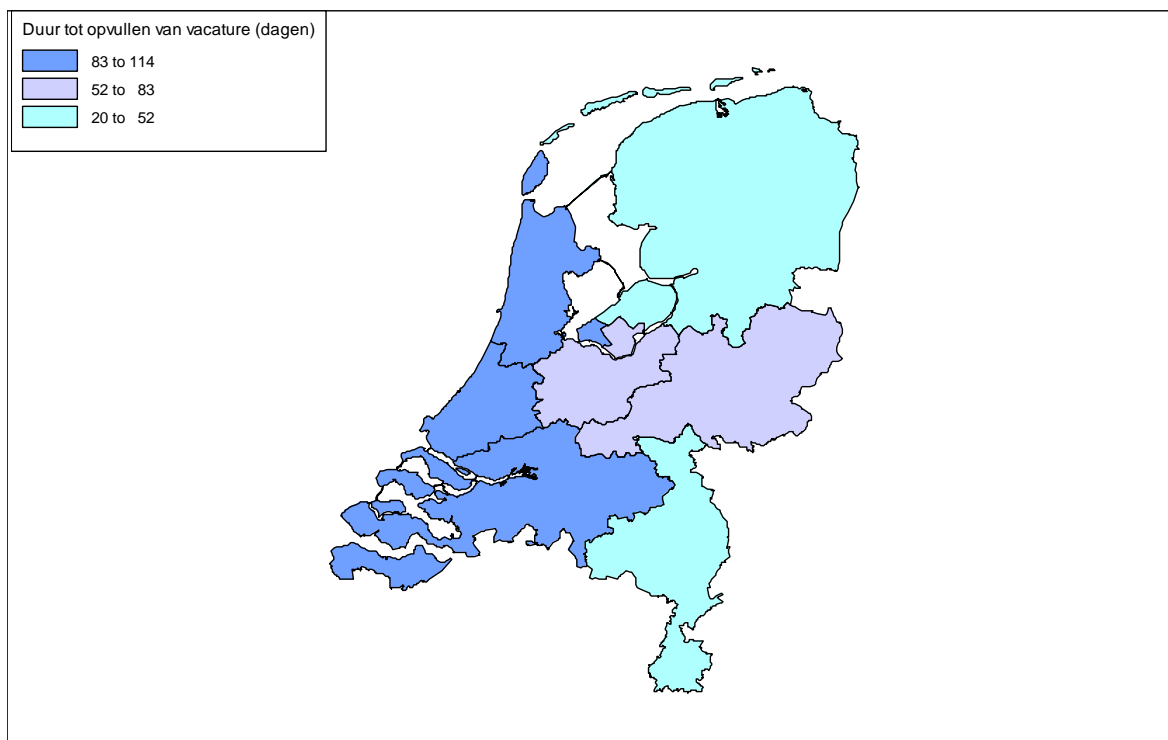 Duur tot opvullen van vacature (dagen)
83 to 114
52 to 83
20 to 52